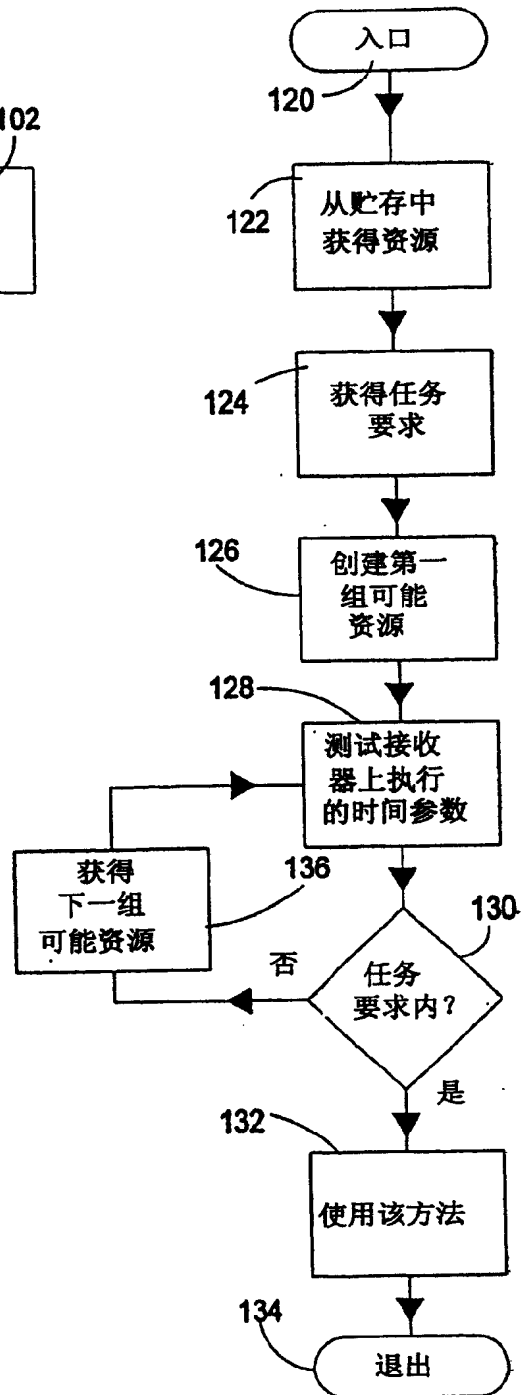 入口
120
102
从贮存中
获得资源
122
获得任务
要求
124
126
创建第一
组可能
资源
128
测试接收
器上执行
的时间参数
获得
下一组
可能资源
136
130
否
任务
要求内？
是
132
使用该方法
134
退出